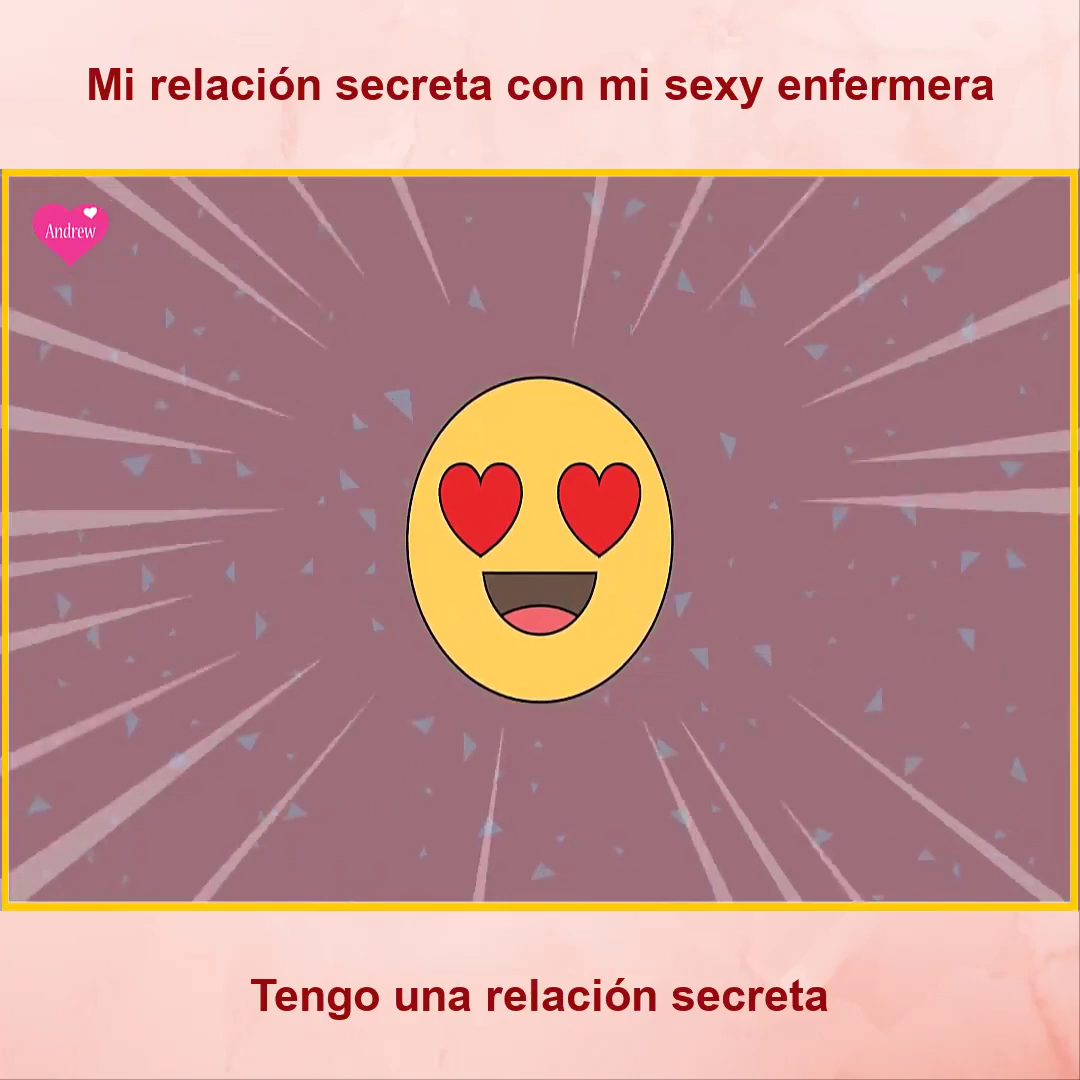 Mi relación secreta con mi sexy enfermera
Andrew
Tengo una relación secreta